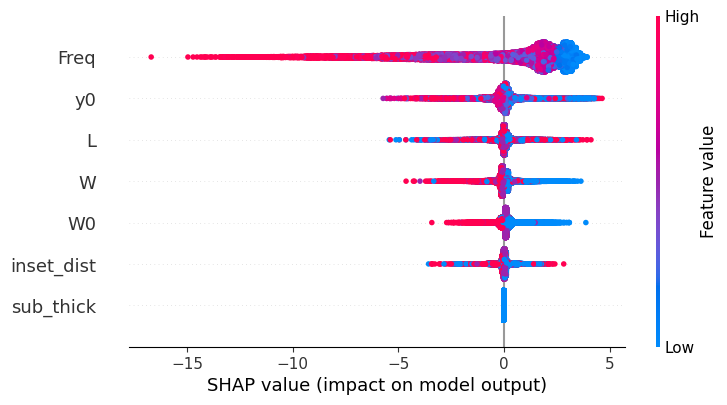 High
Freq
y0
L
W
W0
inset_dist
sub_thick
Feature value
Low
−15 −10 −5 0 5
SHAP value (impact on model output)